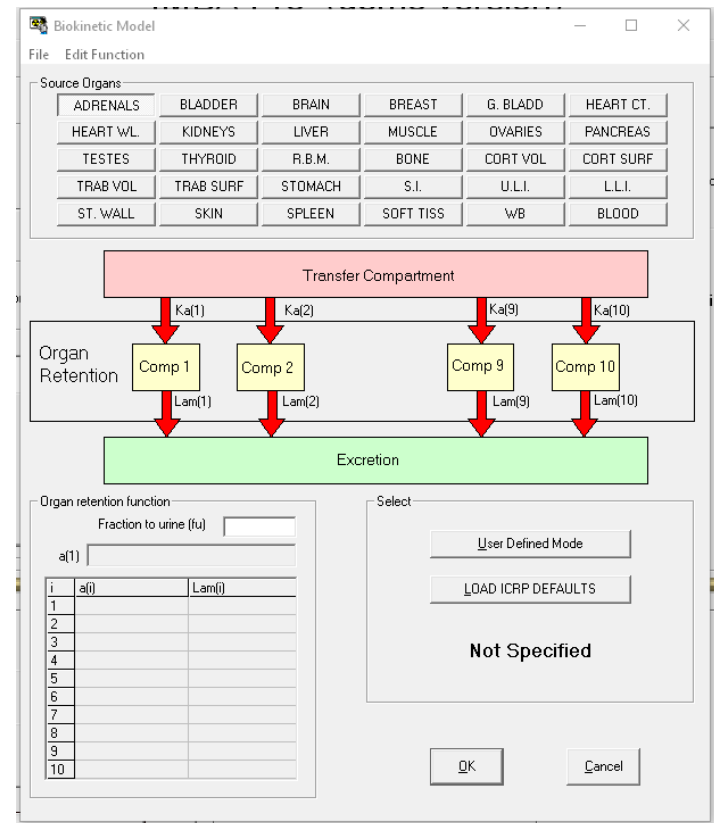 Biokinetic Model
File Edit Function
Source Organs
ADRENALS BLADDER BRAIN BREAST G. BLADD HEART CT.
HEART WL. KIDNEYS LIVER MUSCLE OVARIES PANCREAS
TESTES THYROID R.B.M. BONE CORT VOL CORT SURF
TRAB VOL TRAB SURF STOMACH S.I. U.L.I. L.L.I.
ST. WALL SKIN SPLEEN SOFT TISS WB BLOOD
Transfer Compartment
Ka(1) Ka(2) Ka(9) Ka(10)
Organ
Retention
Comp 1 Comp 2 Comp 9 Comp 10
Lam(1) Lam(2) Lam(9) Lam(10)
Excretion
Organ retention function
Fraction to urine (fu)
a(1)
i a(i) Lam(i)
1
2
3
4
5
6
7
8
9
10
Select
User Defined Mode
LOAD ICRP DEFAULTS
Not Specified
OK Cancel